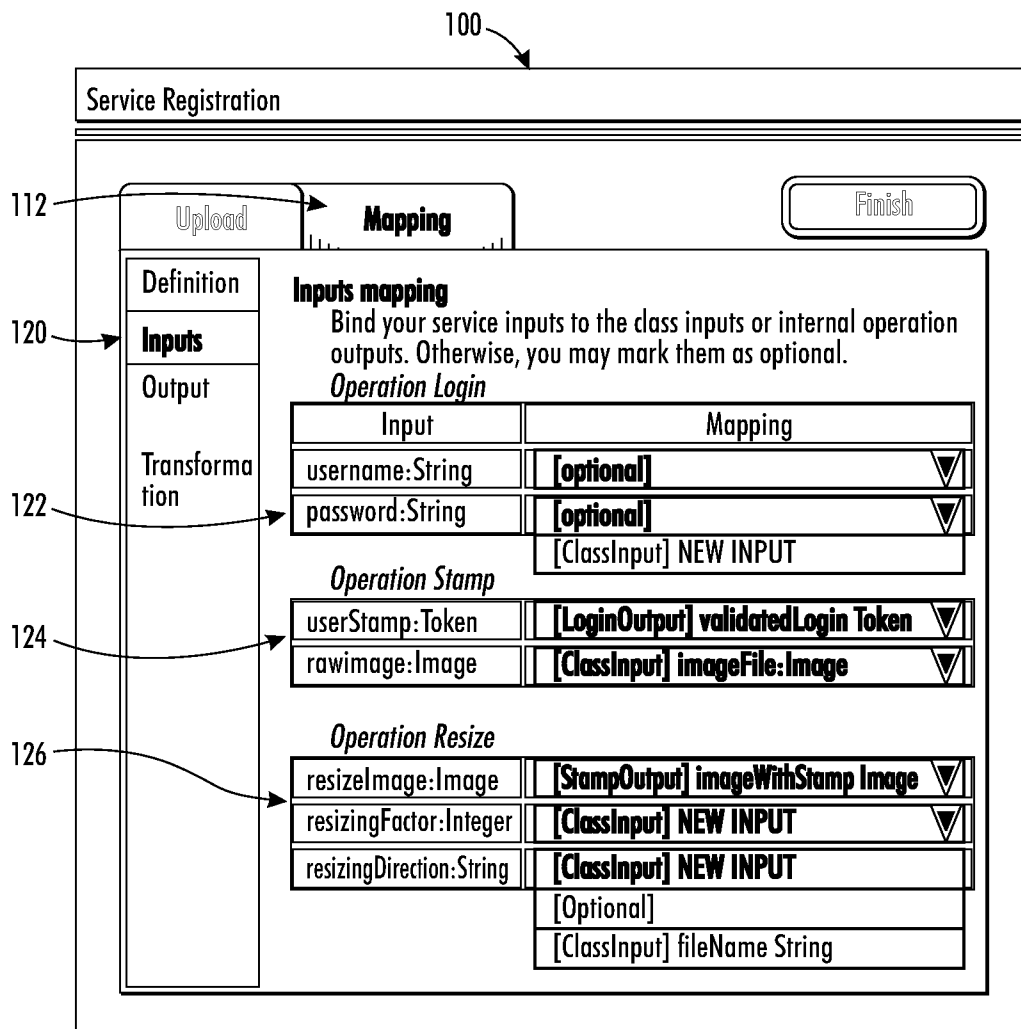 100
Service Registration
112
Upload
Mapping
Finish
Definition
Inputs mapping
Bind your service inputs to the class inputs or internal operation
120
Inputs
outputs. Otherwise, you may mark them as optional.
Output
Operation Login
Input
Mapping
Transforma
tion
username:String
[optional]
122
password:String
[optional]
[ClassInput] NEW INPUT
Operation Stamp
124
userStamp:Token
[LoginOutput] validatedLogin Token
rawimage:Image
[ClassInput] imageFile:Image
126
Operation Resize
resizeImage:Image
[StampOutput] imageWithStamp Image
resizingFactor:Integer
[ClassInput] NEW INPUT
resizingDirection:String
[ClassInput] NEW INPUT
[Optional]
[ClassInput] fileName String